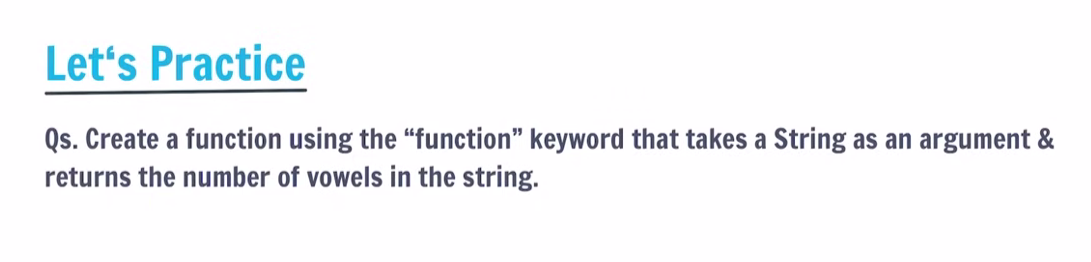 Let‘s Practice
Qs. Create a function using the “function” keyword that takes a String as an argument &
returns the number of vowels in the string.